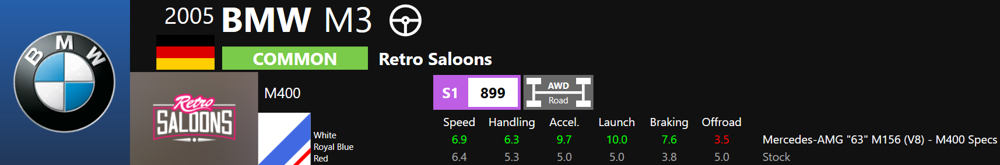 2005 BMW M3
BMW
COMMON Retro Saloons
Retro
SALOONS
M400
S1 899
AWD
Road
Speed Handling Accel. Launch Braking Offroad
White
Royal Blue
Red
6.9 6.3 9.7 10.0 7.6 3.5 Mercedes-AMG "63" M156 (V8) - M400 Specs
6.4 5.3 5.0 5.0 3.8 5.0 Stock